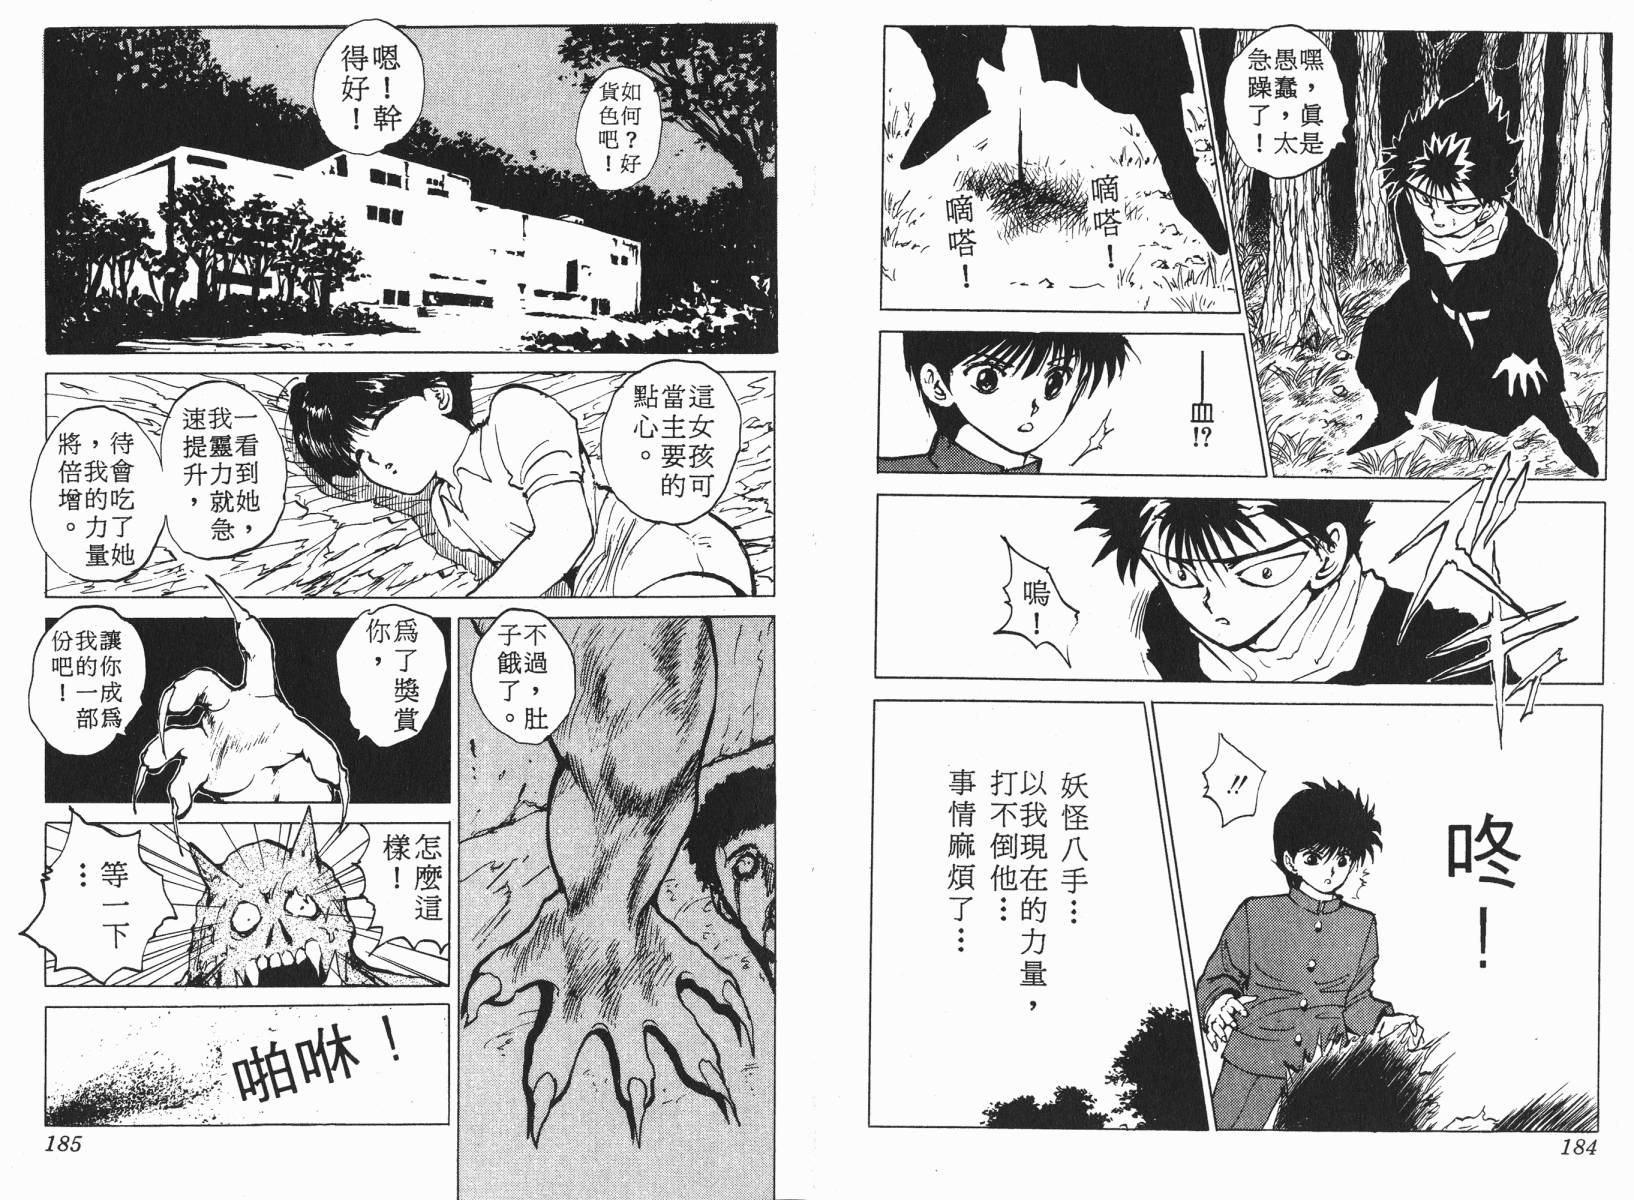 嘿，眞是
愚蠢，太
急躁了！
嘀嗒！
嘀嗒！
血!?
嗚！
!!
咚！
妖怪八手…
以我現在的力量，
打不倒他…
事情麻煩了…
184
如何？好
貨色吧！
嗯！幹
得好！
這女孩可
當主要的
點心。
一看到她，
我靈力就急
速提升，
待會吃了她
，我的力量
將倍增。
不過，肚
子餓了。
爲了獎賞
你，
讓你成爲
我的一部
份吧！
怎麼這
樣！
等一下
…
啪咻！
185